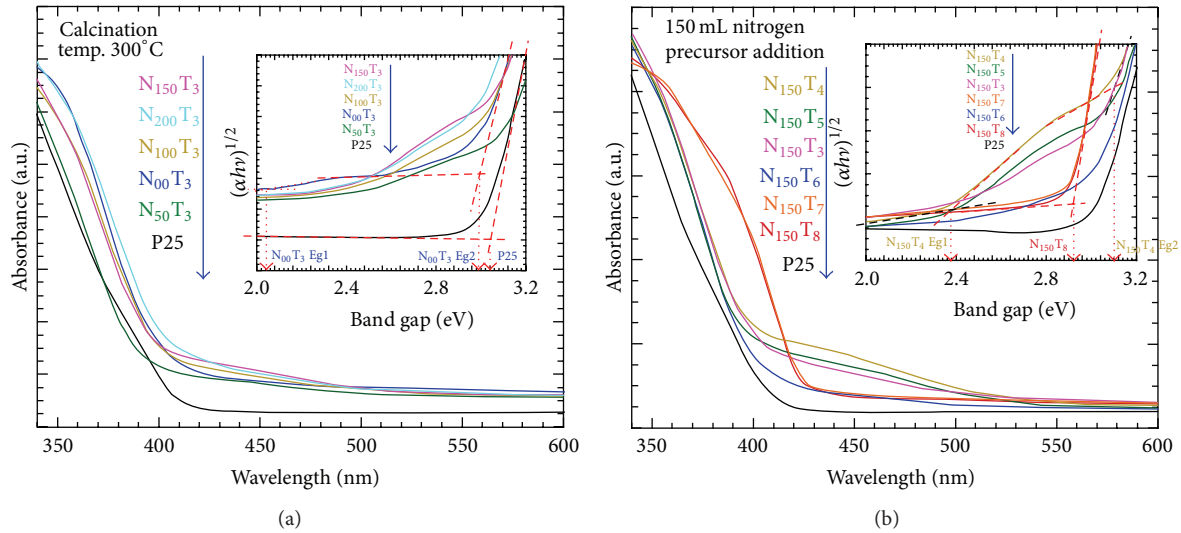 Calcination
temp. 300°C
N150T3
N200T3
N100T3
N00T3
N50T3
P25
N150T3
N200T3
N100T3
N00T3
N50T3
P25
(αhν)1/2
N00T3 Eg1
N00T3 Eg2
P25
2.0
2.4
2.8
3.2
Band gap (eV)
Absorbance (a.u.)
350
400
450
500
550
600
Wavelength (nm)
(a)
150 mL nitrogen
precursor addition
N150T4
N150T5
N150T3
N150T6
N150T7
N150T8
P25
N150T4
N150T5
N150T3
N150T7
N150T6
N150T8
P25
(αhν)1/2
N150T4 Eg1
N150T8
N150T4 Eg2
2.0
2.4
2.8
3.2
Band gap (eV)
Absorbance (a.u.)
350
400
450
500
550
600
Wavelength (nm)
(b)